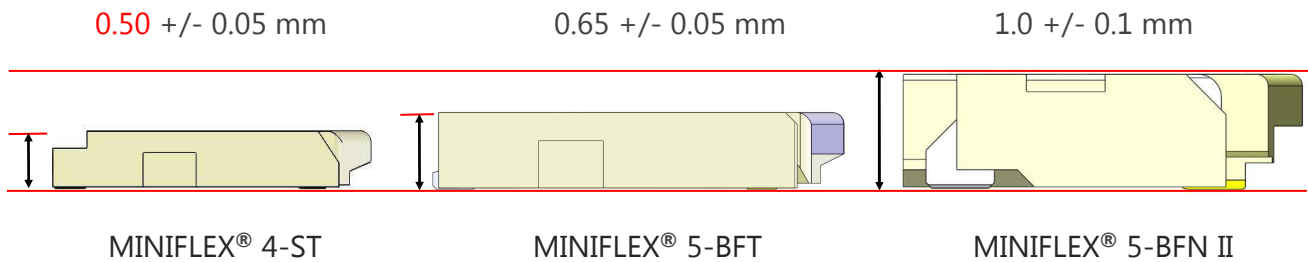 0.50 +/- 0.05 mm
0.65 +/- 0.05 mm
1.0 +/- 0.1 mm
MINIFLEX® 4-ST
MINIFLEX® 5-BFT
MINIFLEX® 5-BFN II